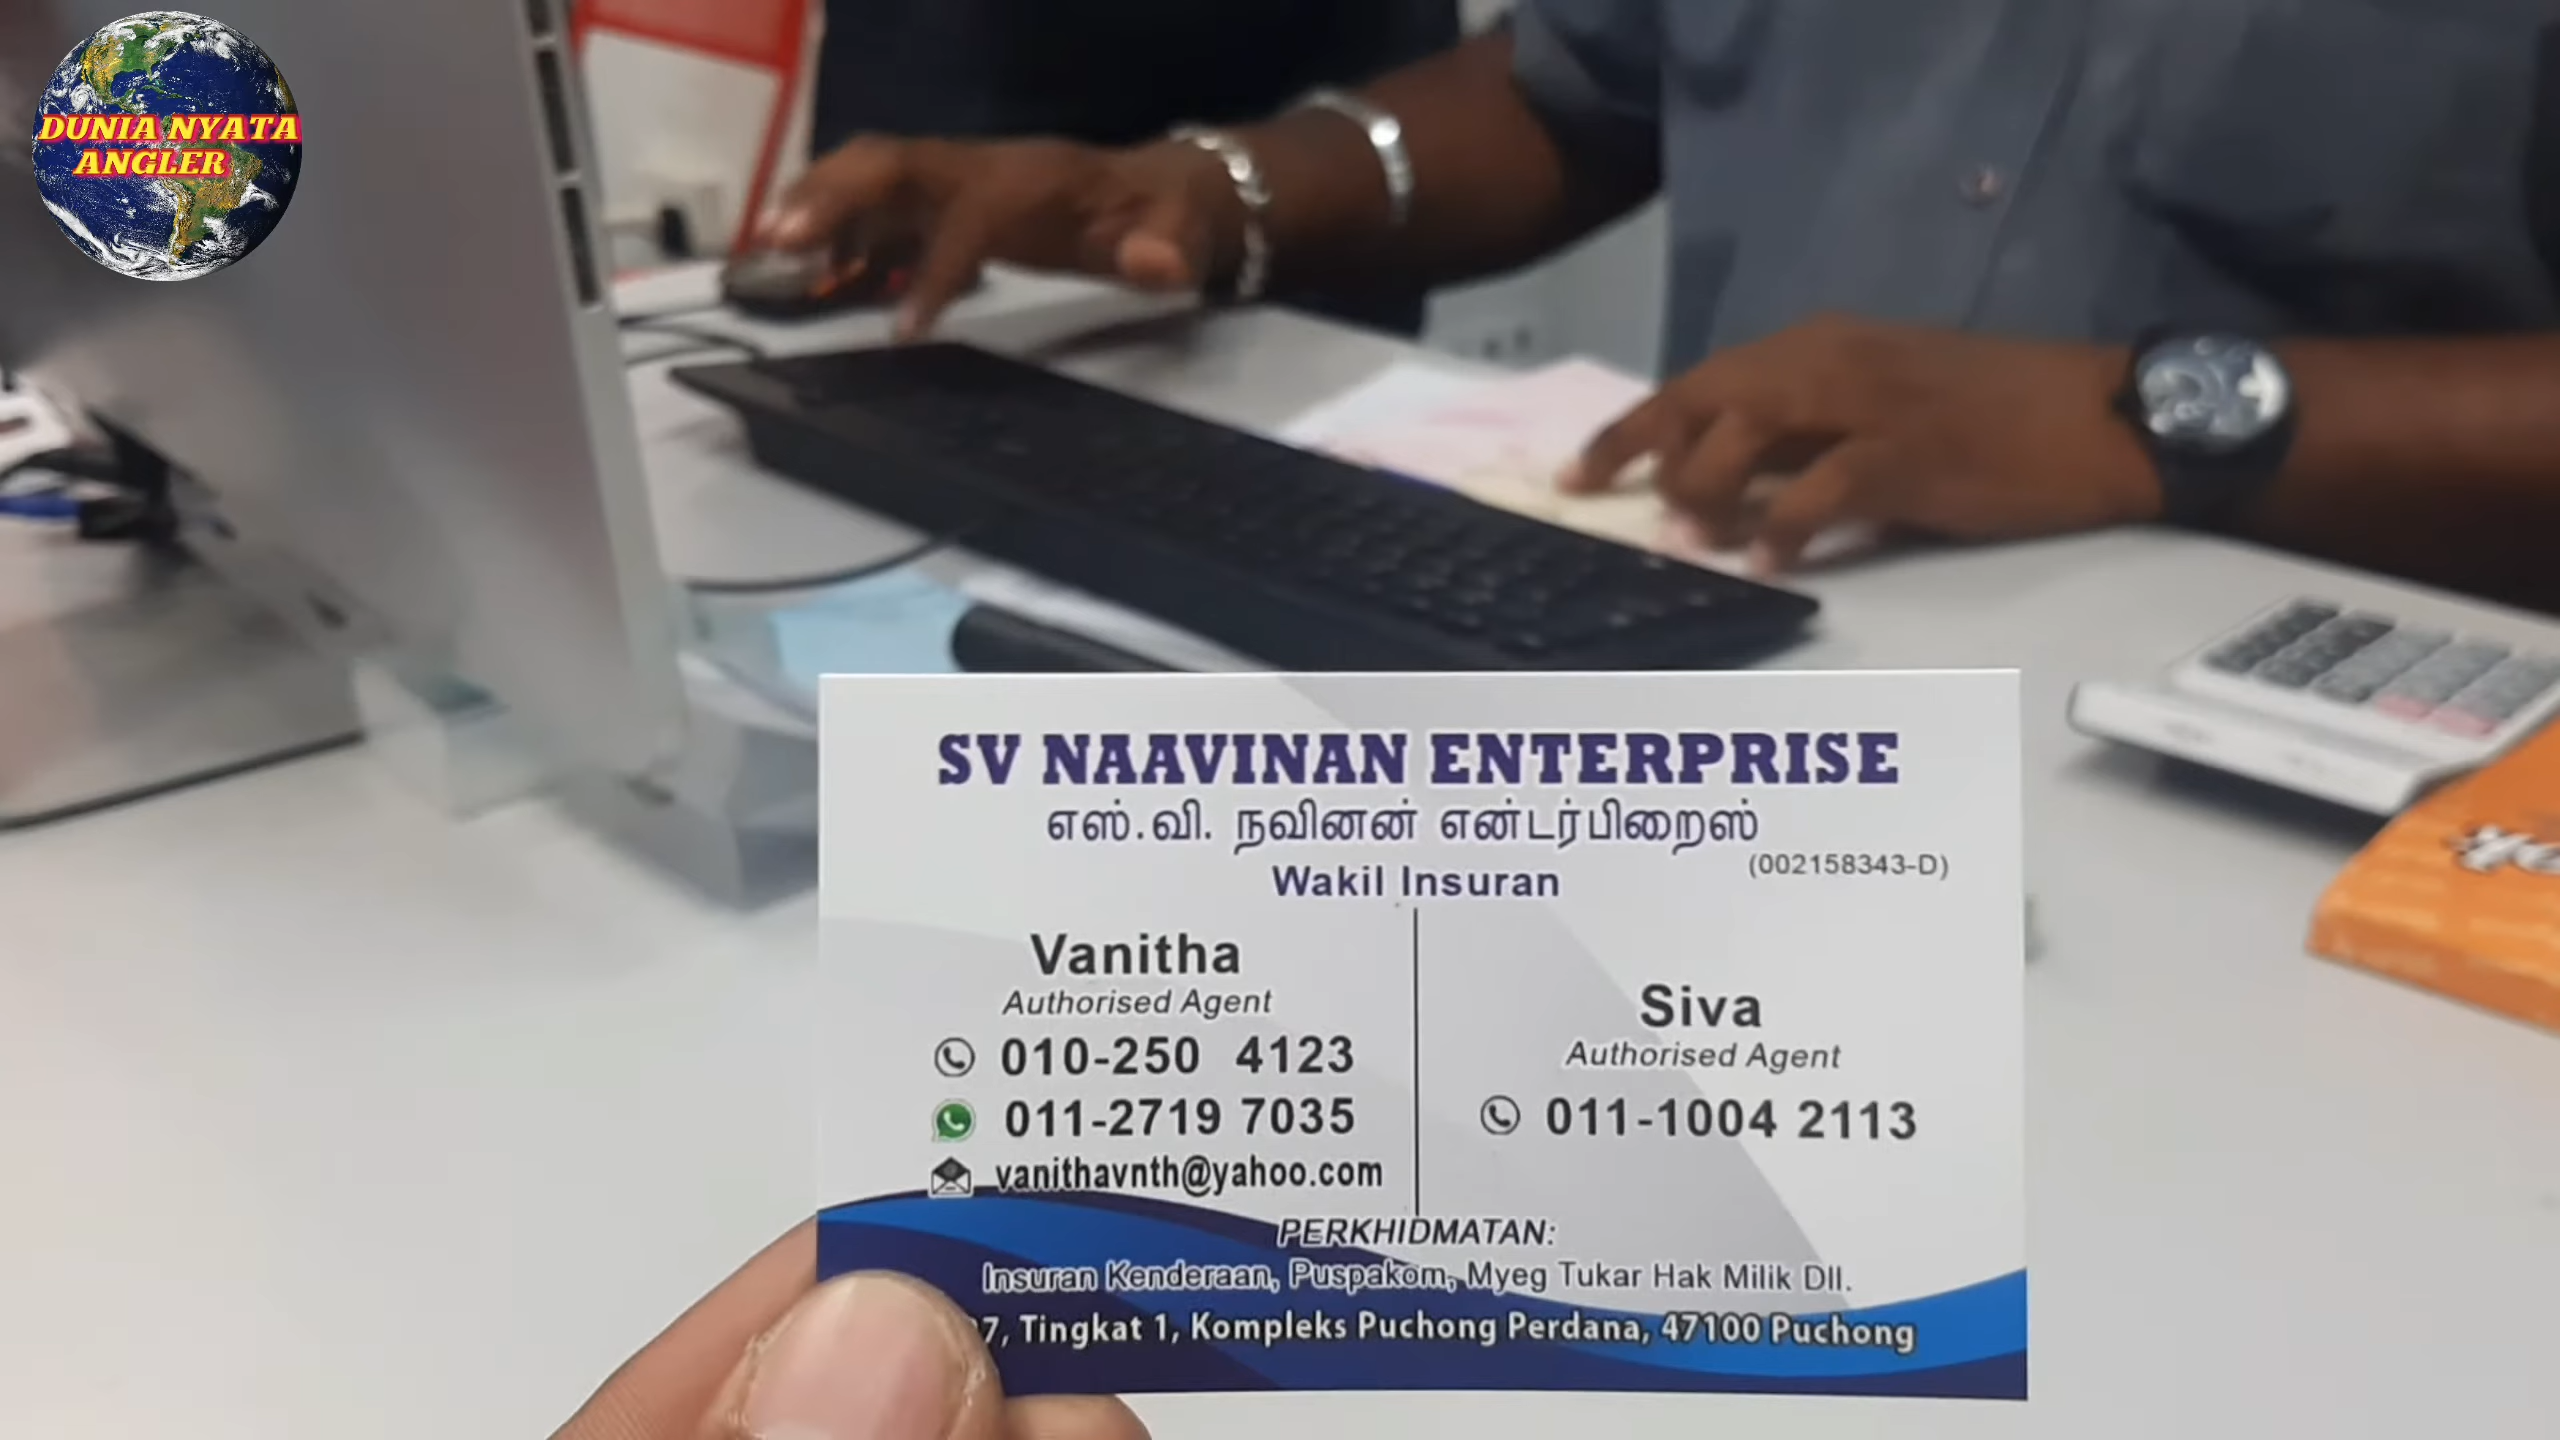 DUNIA NYATA
ANGLER
SV NAAVINAN ENTERPRISE
எஸ்.வி. நவினன் என்டர்பிறைஸ்
(002158343-D)
Wakil Insuran
Vanitha
Authorised Agent
010-250 4123
011-2719 7035
vanithavnth@yahoo.com
Siva
Authorised Agent
011-1004 2113
PERKHIDMATAN:
Insuran Kenderaan, Puspakom, Myeg Tukar Hak Milik Dll.
7, Tingkat 1, Kompleks Puchong Perdana, 47100 Puchong